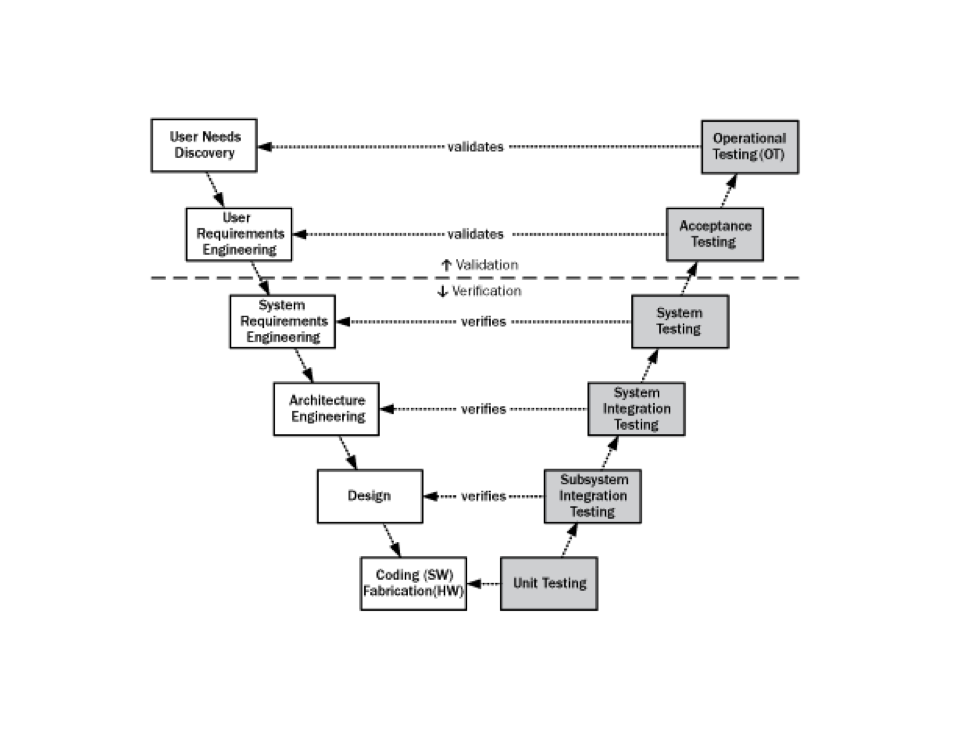 User Needs
Discovery
validates
Operational
Testing (OT)
User
Requirements
Engineering
validates
Acceptance
Testing
↑ Validation
↓ Verification
System
Requirements
Engineering
verifies
System
Testing
Architecture
Engineering
verifies
System
Integration
Testing
Design
verifies
Subsystem
Integration
Testing
Coding (SW)
Fabrication(HW)
Unit Testing